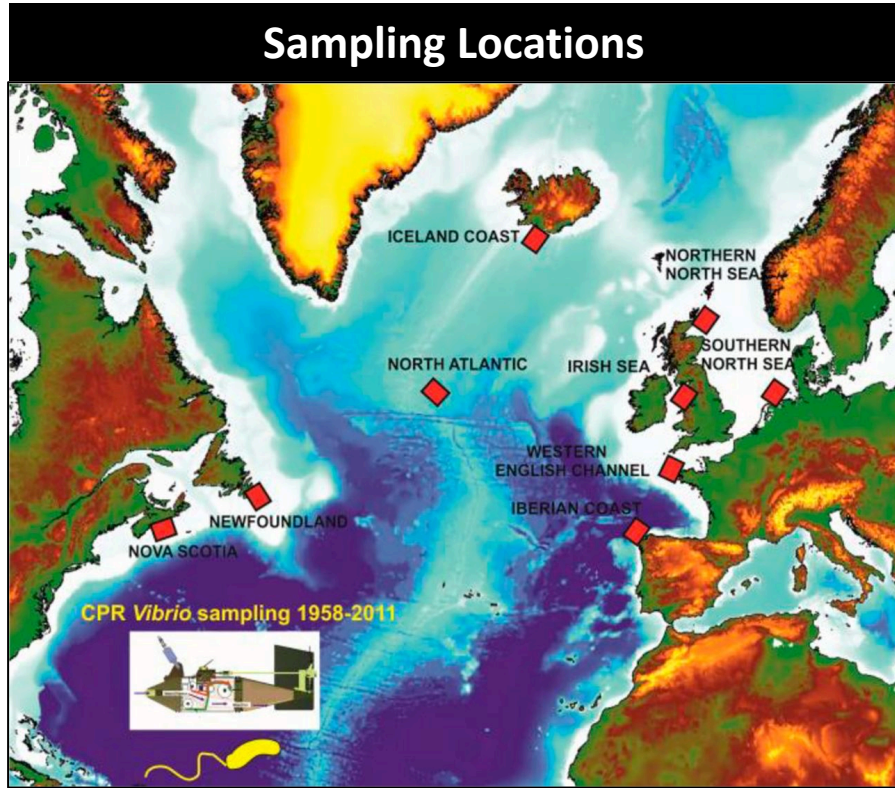 Sampling Locations
ICELAND COAST
NORTHERN
NORTH SEA
SOUTHERN
NORTH SEA
NORTH ATLANTIC
IRISH SEA
WESTERN
ENGLISH CHANNEL
IBERIAN COAST
NEWFOUNDLAND
NOVA SCOTIA
CPR Vibrio sampling 1958-2011